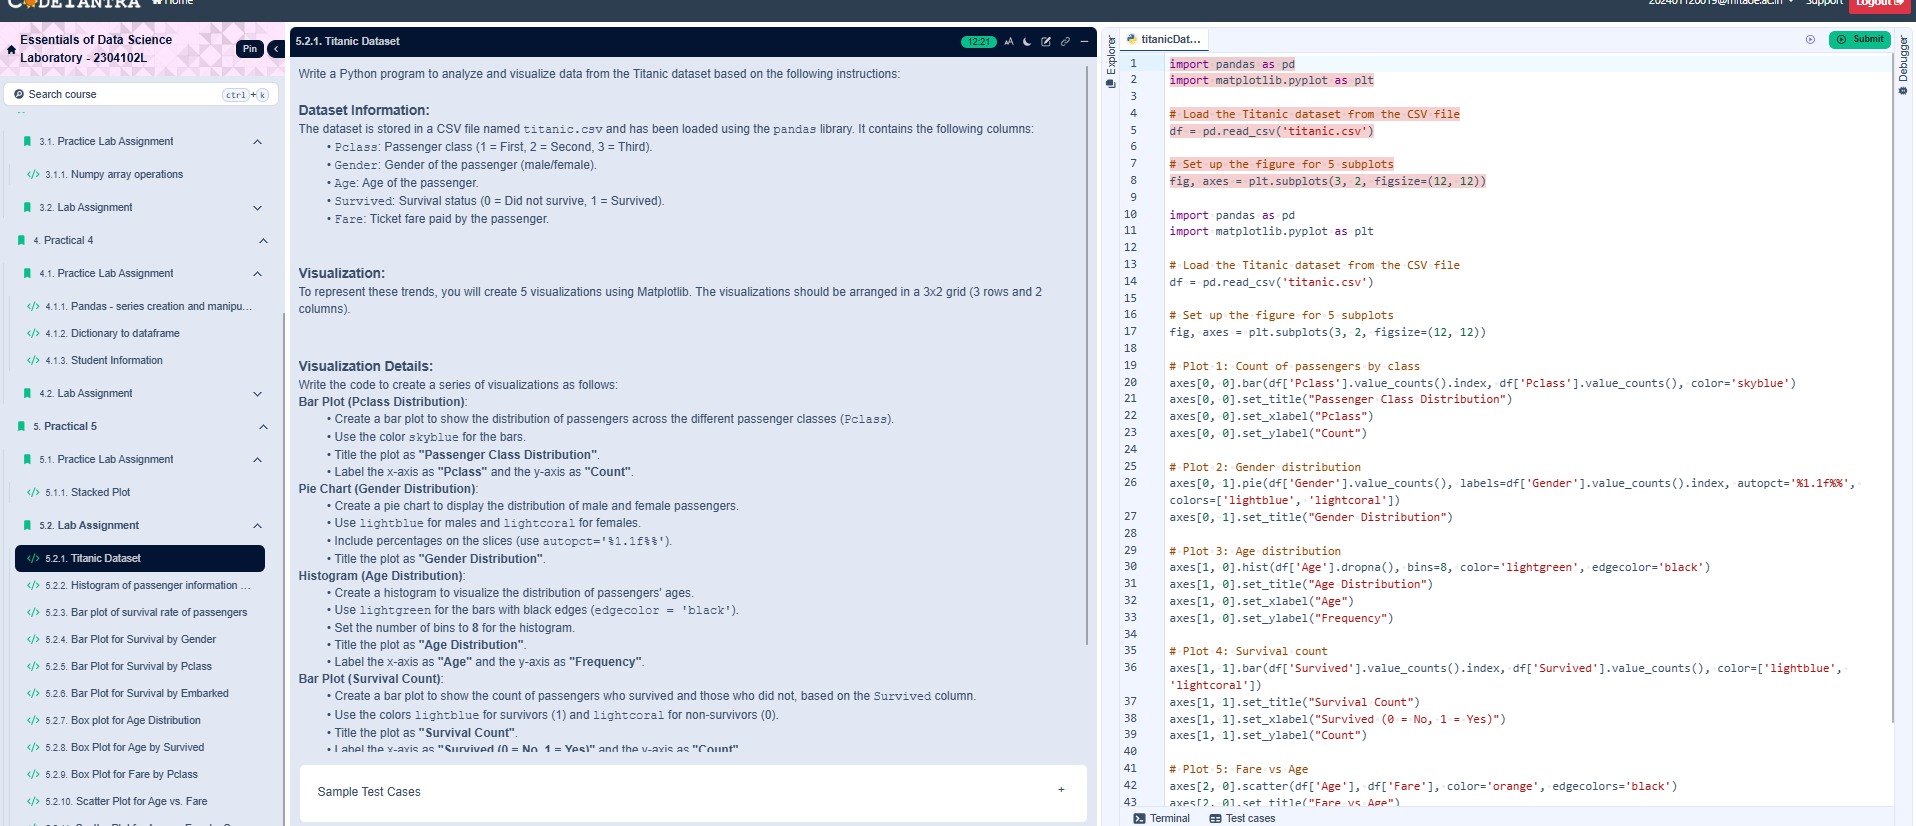 CODETANTRA
Home
202401120019@mitaoe.ac.in
Support
Logout
Essentials of Data Science
Laboratory - 2304102L
Pin
Search course
ctrl + k
3.1. Practice Lab Assignment
3.1.1. Numpy array operations
3.2. Lab Assignment
4. Practical 4
4.1. Practice Lab Assignment
4.1.1. Pandas - series creation and manipu...
4.1.2. Dictionary to dataframe
4.1.3. Student Information
4.2. Lab Assignment
5. Practical 5
5.1. Practice Lab Assignment
5.1.1. Stacked Plot
5.2. Lab Assignment
5.2.1. Titanic Dataset
5.2.2. Histogram of passenger information ...
5.2.3. Bar plot of survival rate of passengers
5.2.4. Bar Plot for Survival by Gender
5.2.5. Bar Plot for Survival by Pclass
5.2.6. Bar Plot for Survival by Embarked
5.2.7. Box plot for Age Distribution
5.2.8. Box Plot for Age by Survived
5.2.9. Box Plot for Fare by Pclass
5.2.10. Scatter Plot for Age vs. Fare
5.2.1. Titanic Dataset
12:21
AA
Write a Python program to analyze and visualize data from the Titanic dataset based on the following instructions:
Dataset Information:
The dataset is stored in a CSV file named titanic.csv and has been loaded using the pandas library. It contains the following columns:
• Pclass: Passenger class (1 = First, 2 = Second, 3 = Third).
• Gender: Gender of the passenger (male/female).
• Age: Age of the passenger.
• Survived: Survival status (0 = Did not survive, 1 = Survived).
• Fare: Ticket fare paid by the passenger.
Visualization:
To represent these trends, you will create 5 visualizations using Matplotlib. The visualizations should be arranged in a 3x2 grid (3 rows and 2
columns).
Visualization Details:
Write the code to create a series of visualizations as follows:
Bar Plot (Pclass Distribution):
• Create a bar plot to show the distribution of passengers across the different passenger classes (Pclass).
• Use the color skyblue for the bars.
• Title the plot as "Passenger Class Distribution".
• Label the x-axis as "Pclass" and the y-axis as "Count".
Pie Chart (Gender Distribution):
• Create a pie chart to display the distribution of male and female passengers.
• Use lightblue for males and lightcoral for females.
• Include percentages on the slices (use autopct='%1.1f%%').
• Title the plot as "Gender Distribution".
Histogram (Age Distribution):
• Create a histogram to visualize the distribution of passengers' ages.
• Use lightgreen for the bars with black edges (edgecolor = 'black').
• Set the number of bins to 8 for the histogram.
• Title the plot as "Age Distribution".
• Label the x-axis as "Age" and the y-axis as "Frequency".
Bar Plot (Survival Count):
• Create a bar plot to show the count of passengers who survived and those who did not, based on the Survived column.
• Use the colors lightblue for survivors (1) and lightcoral for non-survivors (0).
• Title the plot as "Survival Count".
• Label the x-axis as "Survived (0 = No, 1 = Yes)" and the y-axis as "Count"
Sample Test Cases
+
Explorer
titanicDat...
Submit
Debugger
1 import pandas as pd
2 import matplotlib.pyplot as plt
3
4 # Load the Titanic dataset from the CSV file
5 df = pd.read_csv('titanic.csv')
6
7 # Set up the figure for 5 subplots
8 fig, axes = plt.subplots(3, 2, figsize=(12, 12))
9
10 import pandas as pd
11 import matplotlib.pyplot as plt
12
13 # Load the Titanic dataset from the CSV file
14 df = pd.read_csv('titanic.csv')
15
16 # Set up the figure for 5 subplots
17 fig, axes = plt.subplots(3, 2, figsize=(12, 12))
18
19 # Plot 1: Count of passengers by class
20 axes[0, 0].bar(df['Pclass'].value_counts().index, df['Pclass'].value_counts(), color='skyblue')
21 axes[0, 0].set_title("Passenger Class Distribution")
22 axes[0, 0].set_xlabel("Pclass")
23 axes[0, 0].set_ylabel("Count")
24
25 # Plot 2: Gender distribution
26 axes[0, 1].pie(df['Gender'].value_counts(), labels=df['Gender'].value_counts().index, autopct='%1.1f%%',
colors=['lightblue', 'lightcoral'])
27 axes[0, 1].set_title("Gender Distribution")
28
29 # Plot 3: Age distribution
30 axes[1, 0].hist(df['Age'].dropna(), bins=8, color='lightgreen', edgecolor='black')
31 axes[1, 0].set_title("Age Distribution")
32 axes[1, 0].set_xlabel("Age")
33 axes[1, 0].set_ylabel("Frequency")
34
35 # Plot 4: Survival count
36 axes[1, 1].bar(df['Survived'].value_counts().index, df['Survived'].value_counts(), color=['lightblue',
'lightcoral'])
37 axes[1, 1].set_title("Survival Count")
38 axes[1, 1].set_xlabel("Survived (0 = No, 1 = Yes)")
39 axes[1, 1].set_ylabel("Count")
40
41 # Plot 5: Fare vs Age
42 axes[2, 0].scatter(df['Age'], df['Fare'], color='orange', edgecolors='black')
43 axes[2, 0].set_title("Fare vs Age")
Terminal
Test cases